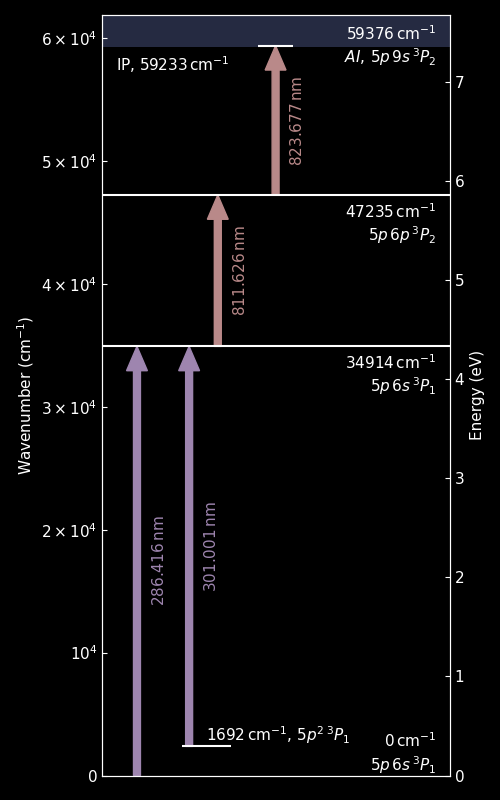 6 × 10⁴
59376 cm⁻¹
IP, 59233 cm⁻¹
AI, 5p 9s ³P₂
7
823.677 nm
5 × 10⁴
6
47235 cm⁻¹
5p 6p ³P₂
811.626 nm
4 × 10⁴
5
34914 cm⁻¹
5p 6s ³P₁
4
Wavenumber (cm⁻¹)
Energy (eV)
3 × 10⁴
3
286.416 nm
301.001 nm
2 × 10⁴
2
10⁴
1
1692 cm⁻¹, 5p² ³P₁
0 cm⁻¹
5p 6s ³P₁
0
0